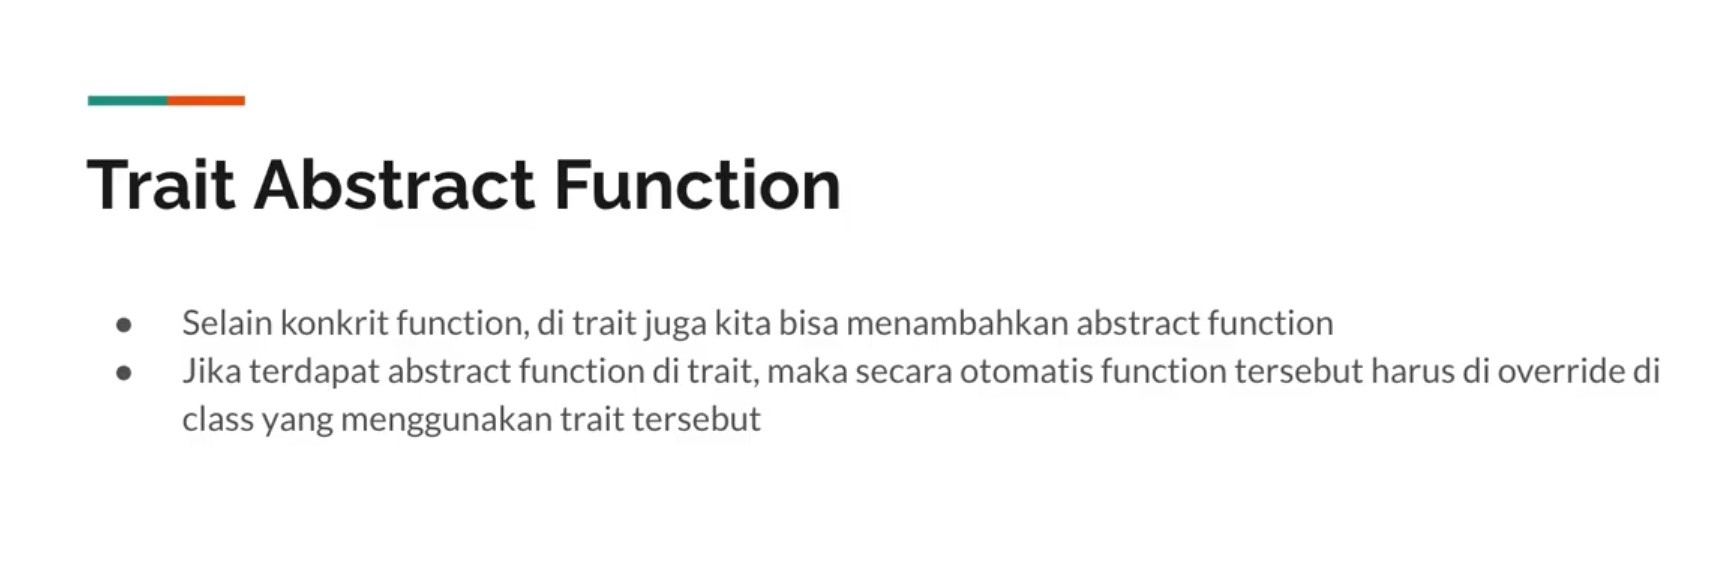 Trait Abstract Function
● Selain konkrit function, di trait juga kita bisa menambahkan abstract function
● Jika terdapat abstract function di trait, maka secara otomatis function tersebut harus di override di
class yang menggunakan trait tersebut